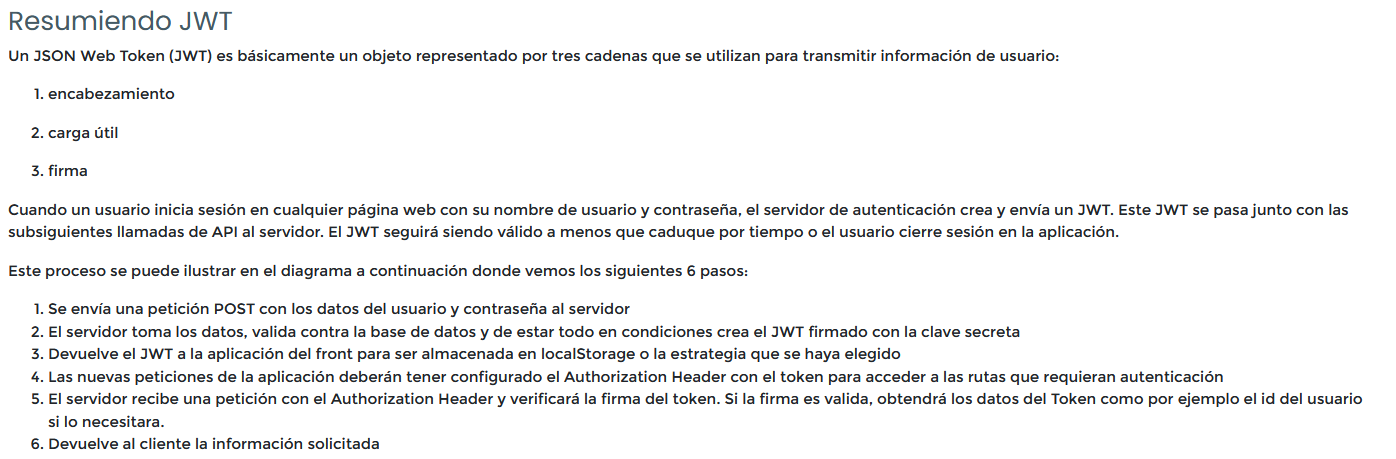 Resumiendo JWT
Un JSON Web Token (JWT) es básicamente un objeto representado por tres cadenas que se utilizan para transmitir información de usuario:
1. encabezamiento
2. carga útil
3. firma
Cuando un usuario inicia sesión en cualquier página web con su nombre de usuario y contraseña, el servidor de autenticación crea y envía un JWT. Este JWT se pasa junto con las
subsiguientes llamadas de API al servidor. El JWT seguirá siendo válido a menos que caduque por tiempo o el usuario cierre sesión en la aplicación.
Este proceso se puede ilustrar en el diagrama a continuación donde vemos los siguientes 6 pasos:
1. Se envía una petición POST con los datos del usuario y contraseña al servidor
2. El servidor toma los datos, valida contra la base de datos y de estar todo en condiciones crea el JWT firmado con la clave secreta
3. Devuelve el JWT a la aplicación del front para ser almacenada en localStorage o la estrategia que se haya elegido
4. Las nuevas peticiones de la aplicación deberán tener configurado el Authorization Header con el token para acceder a las rutas que requieran autenticación
5. El servidor recibe una petición con el Authorization Header y verificará la firma del token. Si la firma es valida, obtendrá los datos del Token como por ejemplo el id del usuario
si lo necesitara.
6. Devuelve al cliente la información solicitada